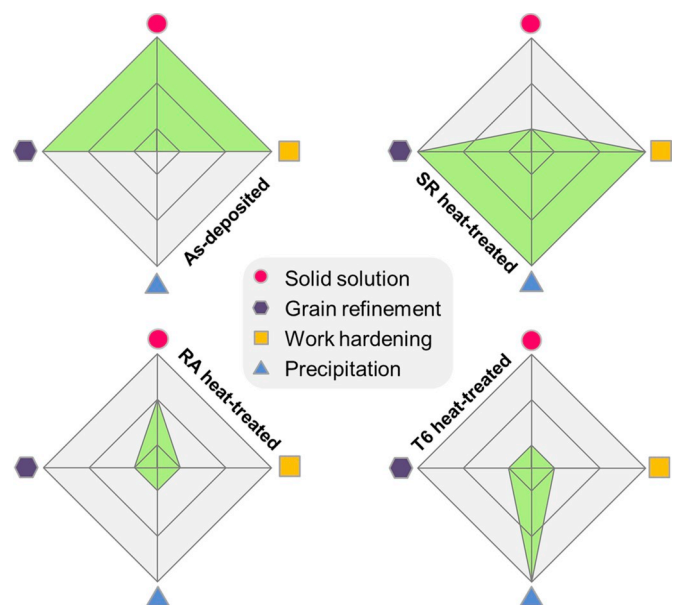 As-deposited
SR heat-treated
Solid solution
Grain refinement
Work hardening
Precipitation
RA heat-treated
T6 heat-treated